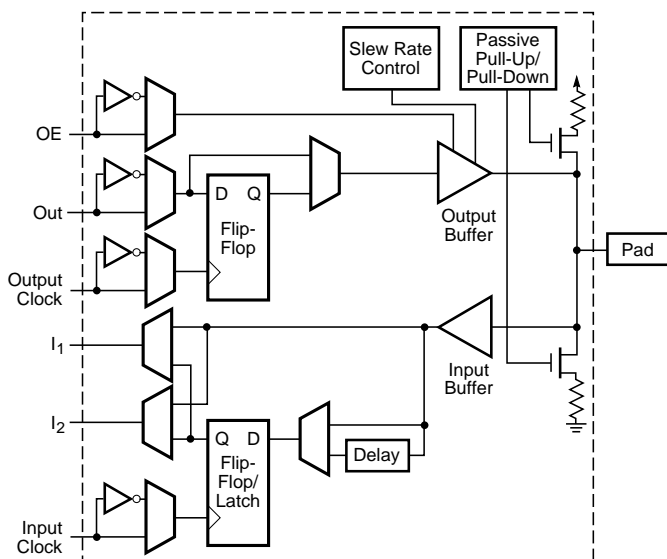 Slew Rate
Control
Passive
Pull-Up/
Pull-Down
OE
Out
D Q
Flip-
Flop
Output
Buffer
Output
Clock
Pad
I1
Input
Buffer
I2
Q D
Flip-
Flop/
Latch
Delay
Input
Clock